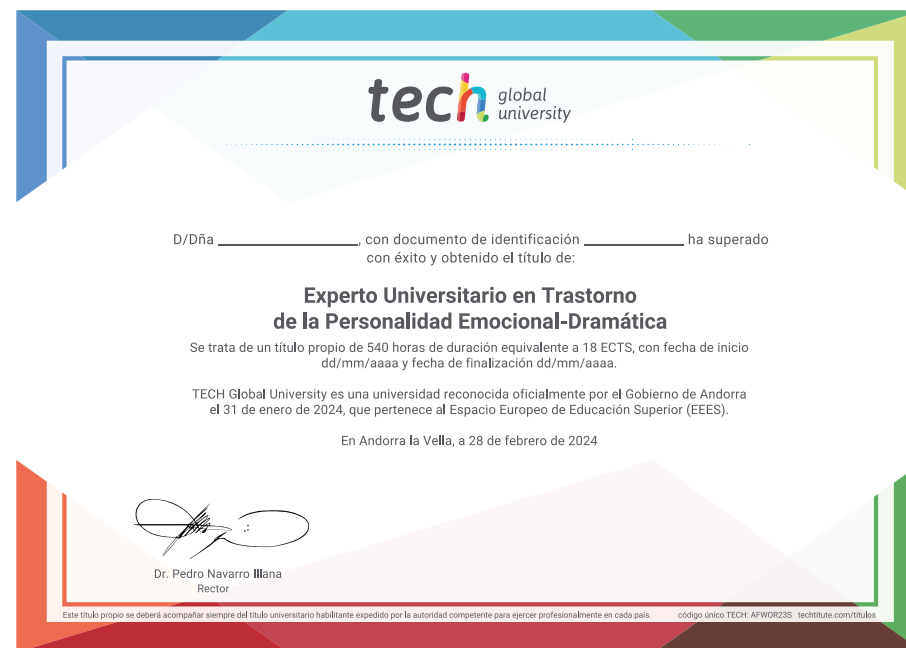 tech global university
D/Dña , con documento de identificación ha superado
con éxito y obtenido el título de:
Experto Universitario en Trastorno
de la Personalidad Emocional-Dramática
Se trata de un título propio de 540 horas de duración equivalente a 18 ECTS, con fecha de inicio
dd/mm/aaaa y fecha de finalización dd/mm/aaaa.
TECH Global University es una universidad reconocida oficialmente por el Gobierno de Andorra
el 31 de enero de 2024, que pertenece al Espacio Europeo de Educación Superior (EEES).
En Andorra la Vella, a 28 de febrero de 2024
Dr. Pedro Navarro Illana
Rector
Este título propio se deberá acompañar siempre del título universitario habilitante expedido por la autoridad competente para ejercer profesionalmente en cada país. código único TECH: AFWOR23S techtitute.com/titulos